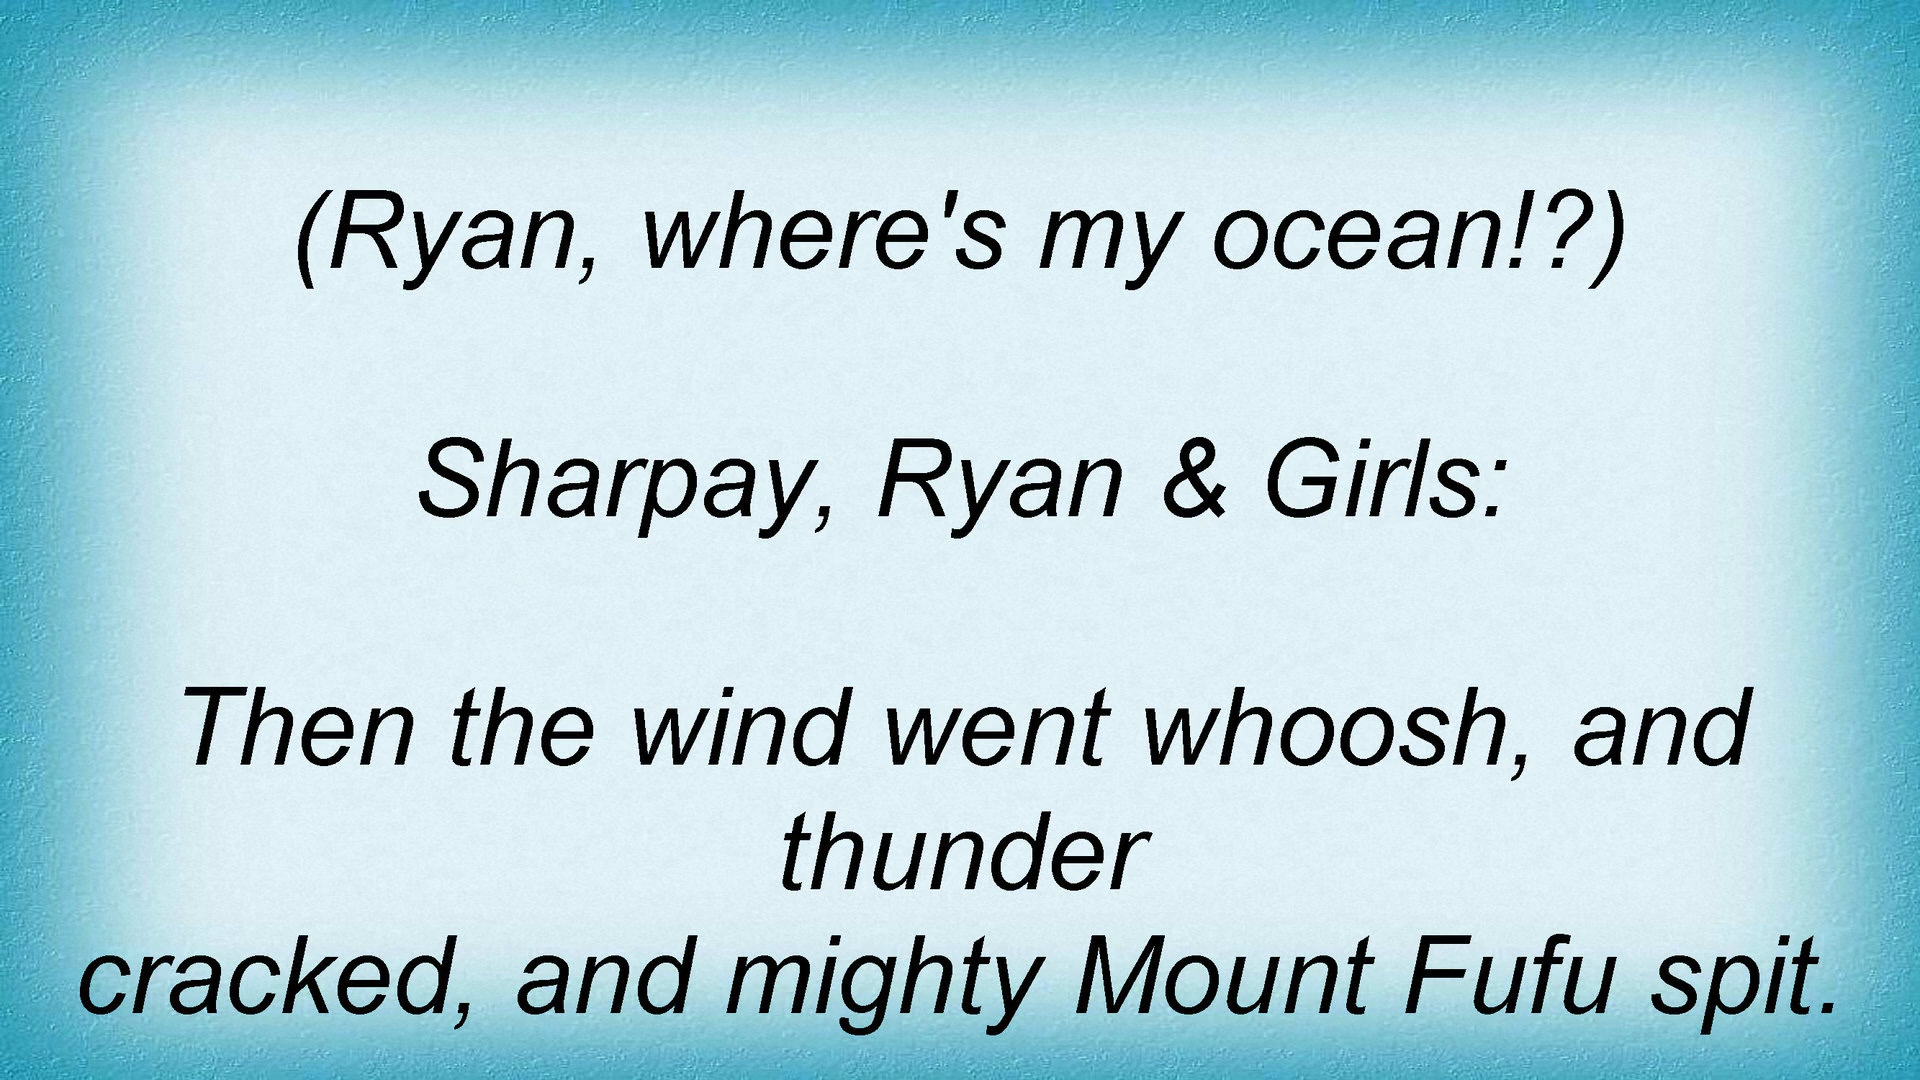 (Ryan, where's my ocean!?)
Sharpay, Ryan & Girls:
Then the wind went whoosh, and
thunder
cracked, and mighty Mount Fufu spit.